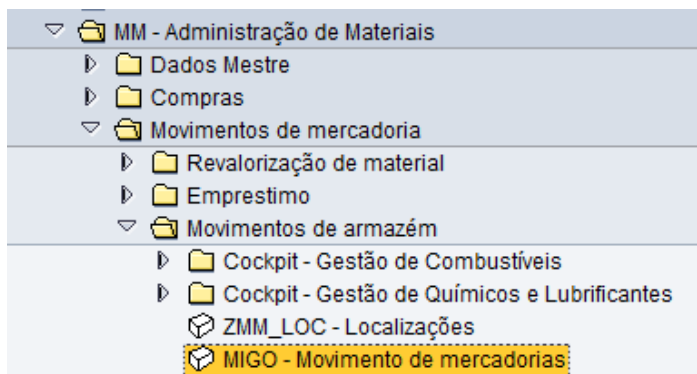 MM - Administração de Materiais
Dados Mestre
Compras
Movimentos de mercadoria
Revalorização de material
Emprestimo
Movimentos de armazém
Cockpit - Gestão de Combustíveis
Cockpit - Gestão de Químicos e Lubrificantes
ZMM_LOC - Localizações
MIGO - Movimento de mercadorias